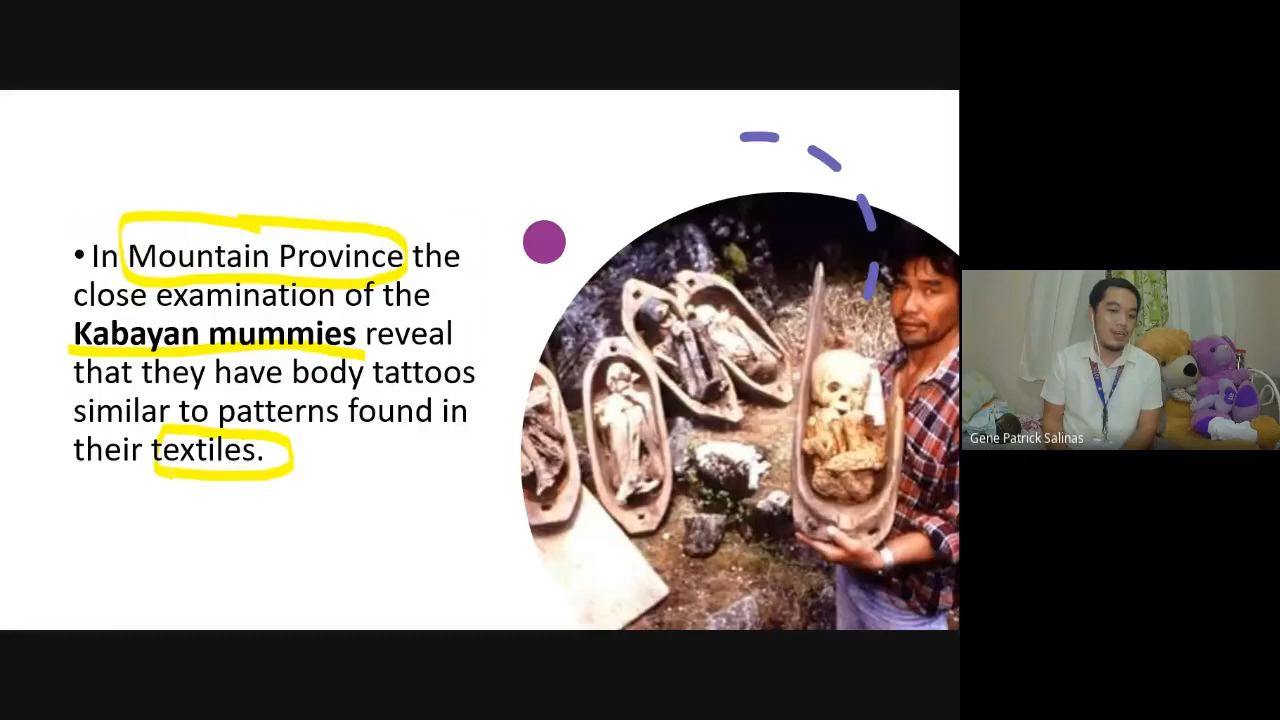 •In Mountain Province the
close examination of the
Kabayan mummies reveal
that they have body tattoos
similar to patterns found in
their textiles.
Gene Patrick Salinas